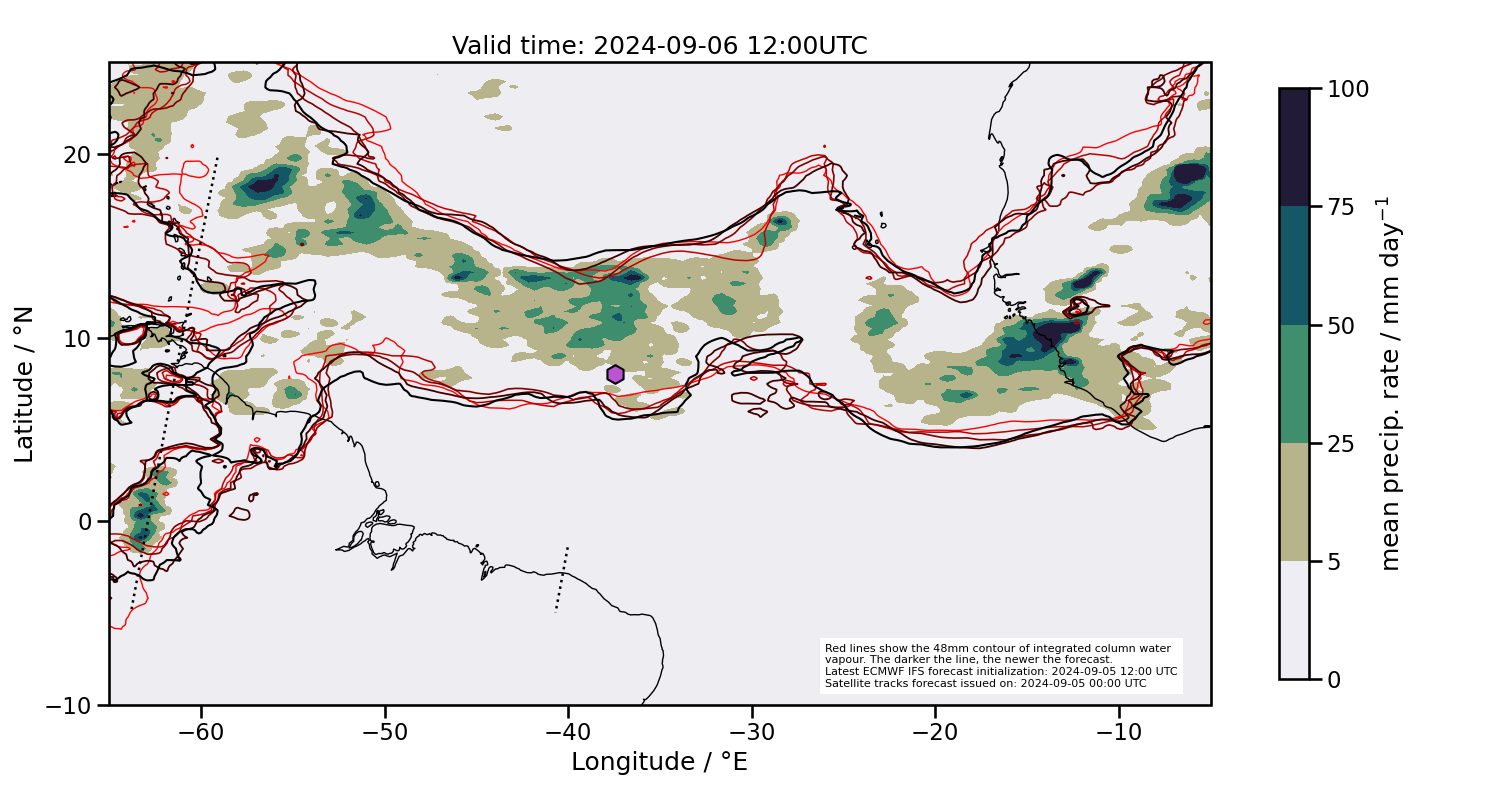 Valid time: 2024-09-06 12:00UTC
Latitude / °N
20
10
0
−10
−60
−50
−40
−30
−20
−10
Longitude / °E
Red lines show the 48mm contour of integrated column water
vapour. The darker the line, the newer the forecast.
Latest ECMWF IFS forecast initialization: 2024-09-05 12:00 UTC
Satellite tracks forecast issued on: 2024-09-05 00:00 UTC
100
75
50
25
5
0
mean precip. rate / mm day⁻¹